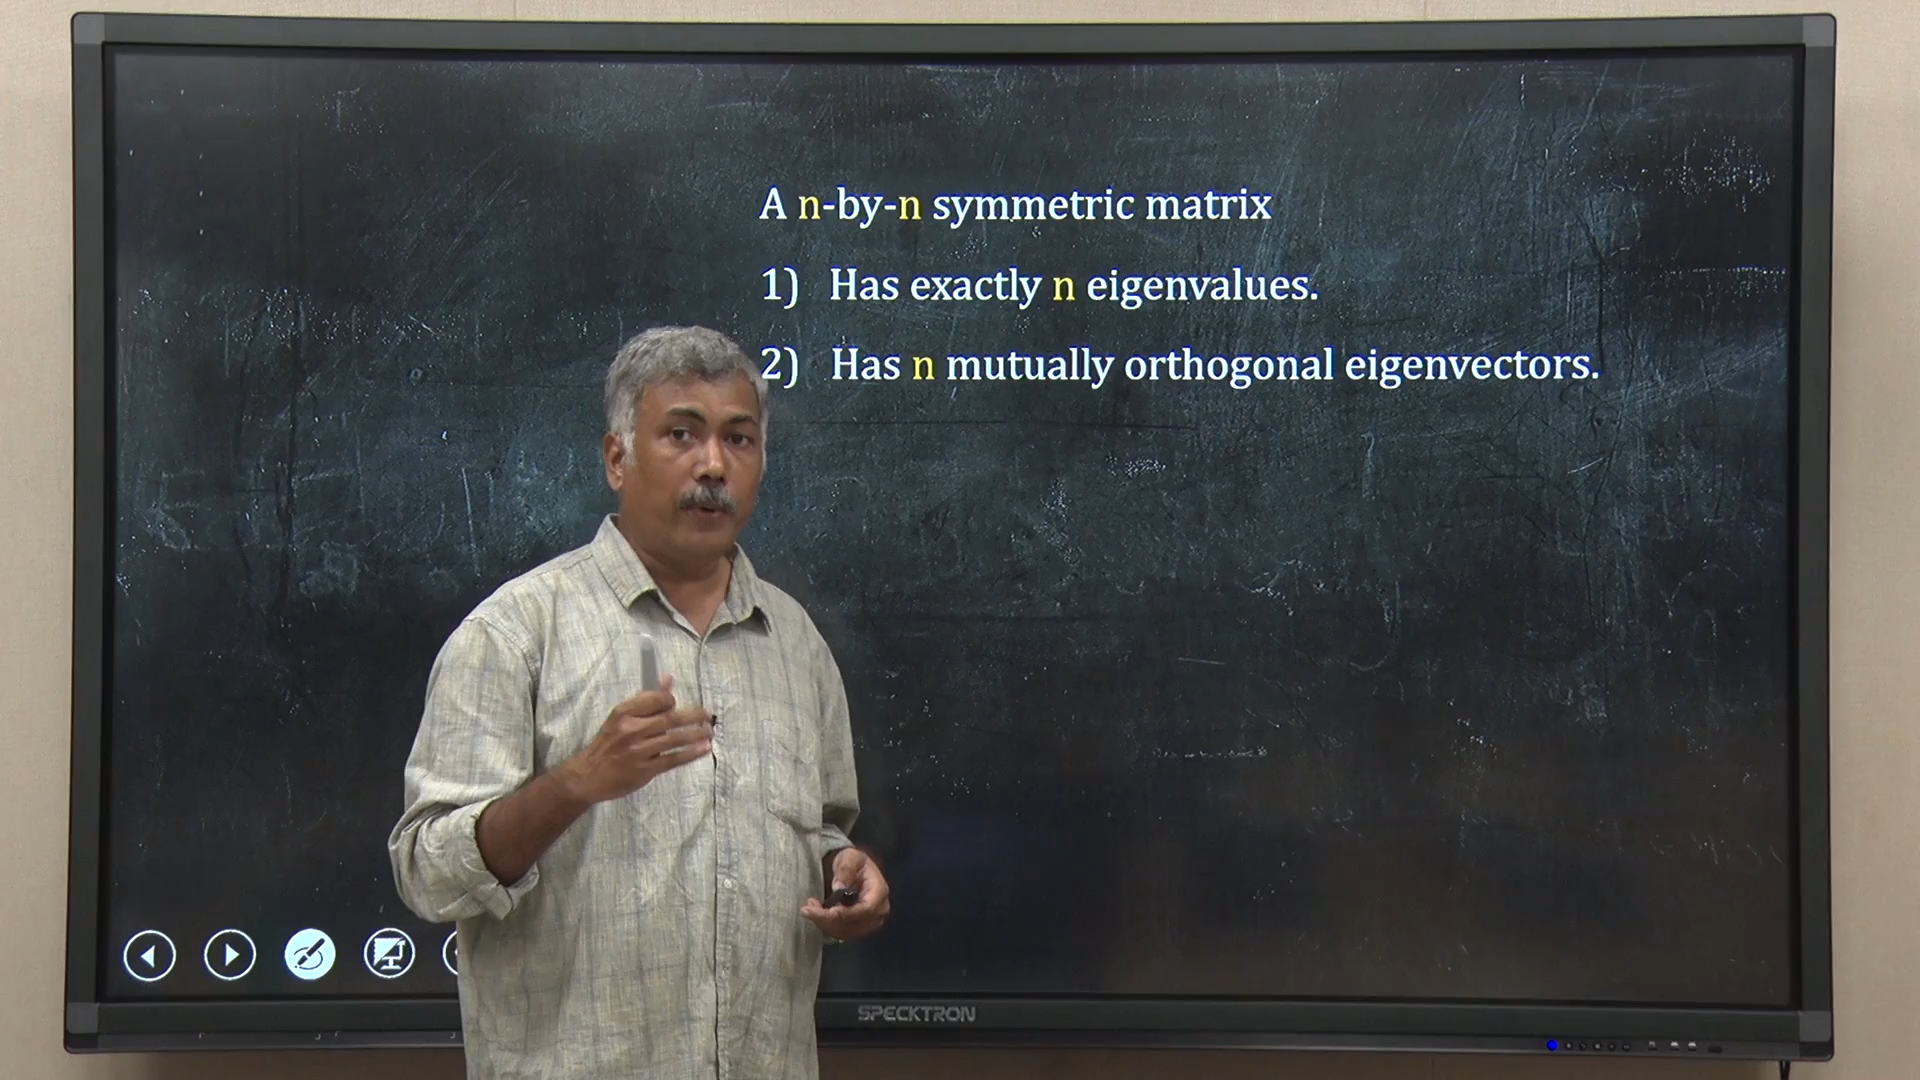 A n-by-n symmetric matrix
1) Has exactly n eigenvalues.
2) Has n mutually orthogonal eigenvectors.
SPECKTRON